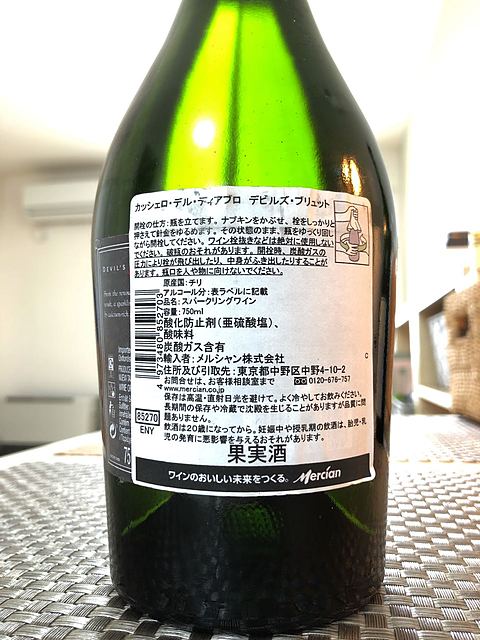 カッシェロ・デル・ディアブロ デビルズ・ブリュット
開栓の仕方：瓶を立てます。ナプキンをかぶせ、栓をしっかりと
押さえて針金をゆるめます。その状態のまま、瓶をゆっくり回し
ながら開栓してください。ワイン栓抜きなどは絶対に使用しない
でください。破瓶のおそれがあります。開栓時、炭酸ガスの
圧力により栓が飛び出したり、中身がふき出したりすることが
あります。瓶口を人や物に向けないでください。
原産国：チリ
アルコール分：表ラベルに記載
品名：スパークリングワイン
容量：750ml
酸化防止剤（亜硫酸塩）、
酸味料
炭酸ガス含有
輸入者：メルシャン株式会社
住所及び引取先：東京都中野区中野4-10-2
お問合せは、お客様相談室まで 0120-676-757
www.mercian.co.jp
保存は高温・直射日光を避けて。よく冷やしてお飲みください。
長期間の保存や冷蔵で沈殿を生じることがありますが品質に問
題ありません。
飲酒は20歳になってから。妊娠中や授乳期の飲酒は、胎児・乳
児の発育に悪影響を与えるおそれがあります。
果実酒
ワインのおいしい未来をつくる。 Mercian
4 973480 852703
85270
ENY
DEVIL'S
75